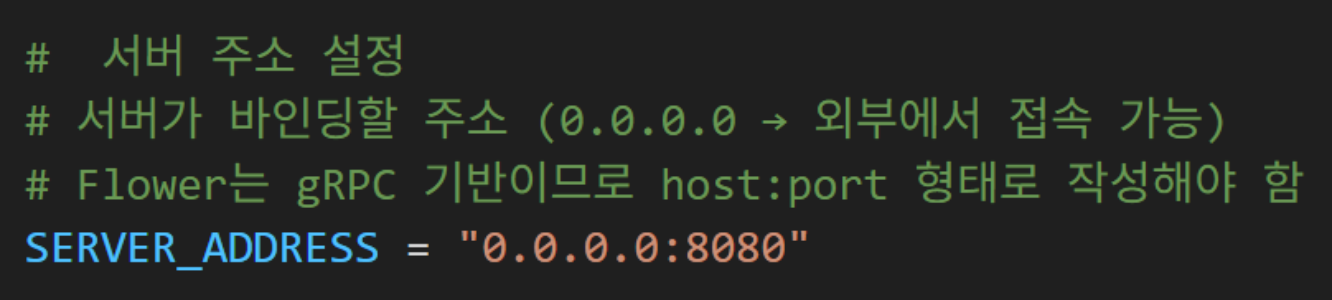 #  서버 주소 설정
# 서버가 바인딩할 주소 (0.0.0.0 → 외부에서 접속 가능)
# Flower는 gRPC 기반이므로 host:port 형태로 작성해야 함
SERVER_ADDRESS = "0.0.0.0:8080"